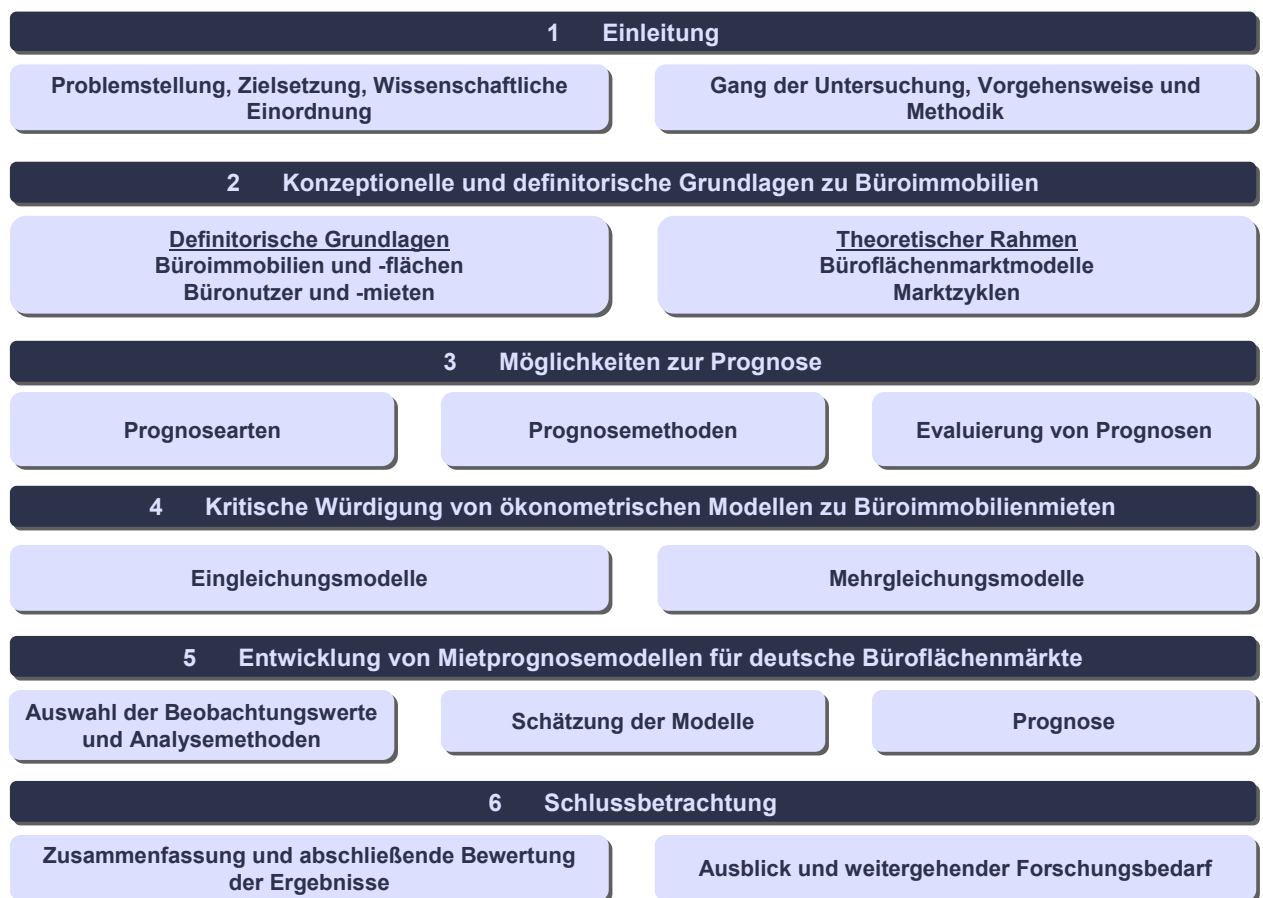 1 Einleitung
Problemstellung, Zielsetzung, Wissenschaftliche
Einordnung
Gang der Untersuchung, Vorgehensweise und
Methodik
2 Konzeptionelle und definitorische Grundlagen zu Büroimmobilien
Definitorische Grundlagen
Büroimmobilien und -flächen
Büronutzer und -mieten
Theoretischer Rahmen
Büroflächenmarktmodelle
Marktzyklen
3 Möglichkeiten zur Prognose
Prognosearten
Prognosemethoden
Evaluierung von Prognosen
4 Kritische Würdigung von ökonometrischen Modellen zu Büroimmobilienmieten
Eingleichungsmodelle
Mehrgleichungsmodelle
5 Entwicklung von Mietprognosemodellen für deutsche Büroflächenmärkte
Auswahl der Beobachtungswerte
und Analysemethoden
Schätzung der Modelle
Prognose
6 Schlussbetrachtung
Zusammenfassung und abschließende Bewertung
der Ergebnisse
Ausblick und weitergehender Forschungsbedarf